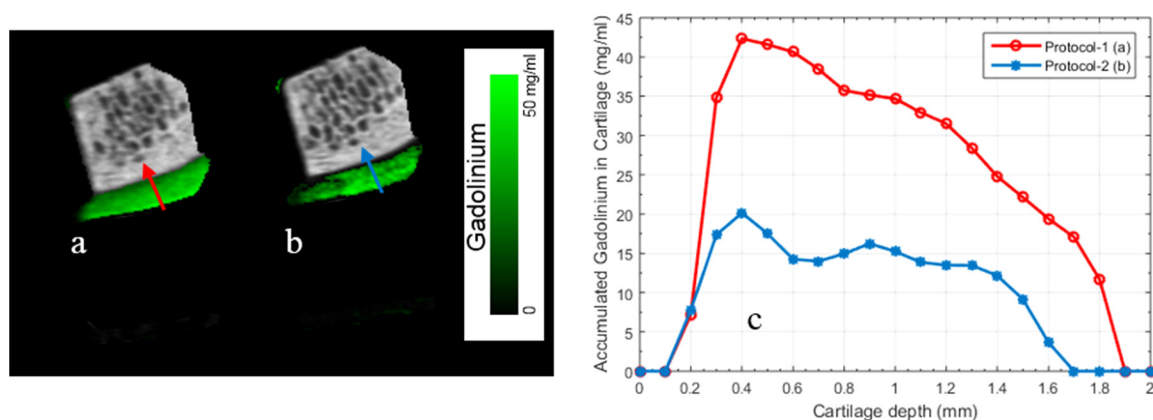 a
b
Gadolinium
50 mg/ml
0
Accumulated Gadolinium in Cartilage (mg/ml)
45
40
35
30
25
20
15
10
5
0
Protocol-1 (a)
Protocol-2 (b)
c
0 0.2 0.4 0.6 0.8 1 1.2 1.4 1.6 1.8 2
Cartilage depth (mm)